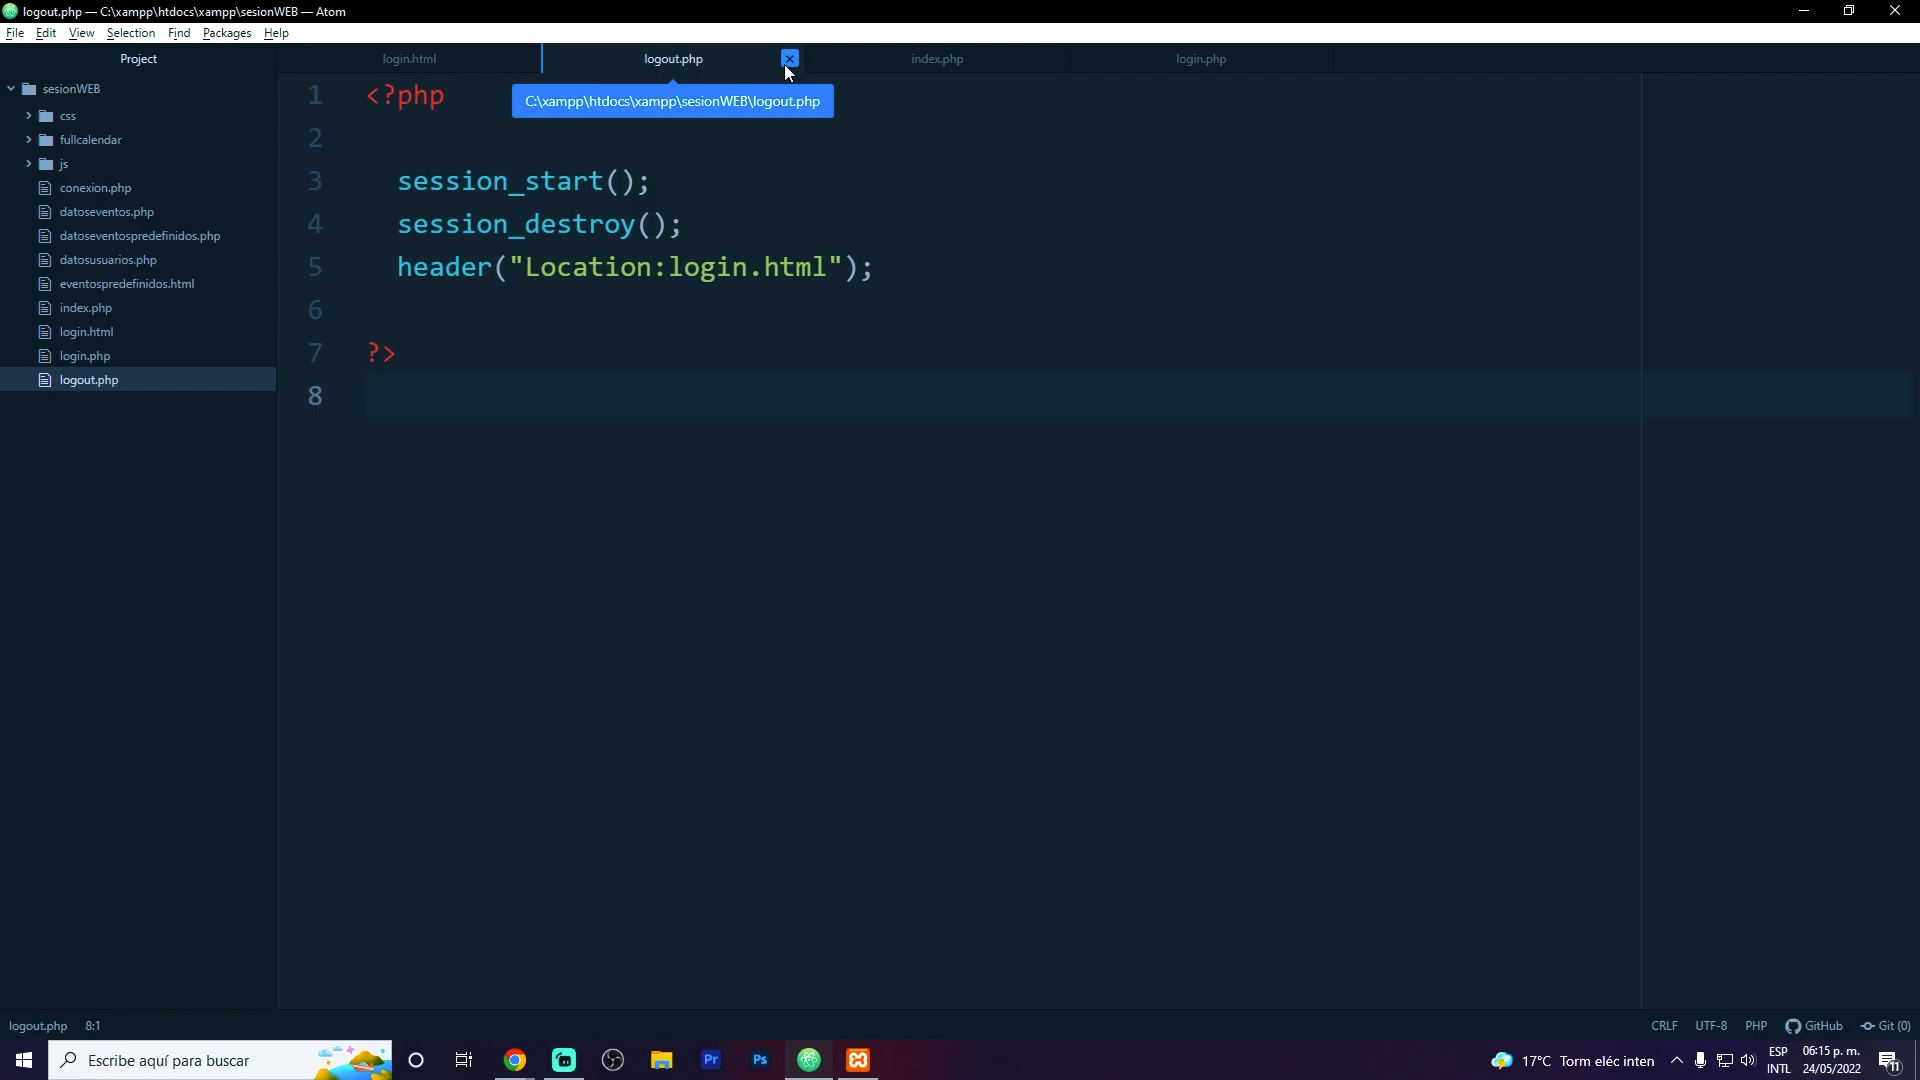 logout.php — C:\xampp\htdocs\xampp\sesionWEB — Atom
File Edit View Selection Find Packages Help
Project
login.html
logout.php
index.php
login.php
sesionWEB
css
fullcalendar
js
conexion.php
datoseventos.php
datoseventospredefinidos.php
datosusuarios.php
eventospredefinidos.html
index.php
login.html
login.php
logout.php
C:\xampp\htdocs\xampp\sesionWEB\logout.php
1 <?php
2
3 session_start();
4 session_destroy();
5 header("Location:login.html");
6
7 ?>
8
logout.php 8:1
CRLF UTF-8 PHP GitHub Git (0)
Escribe aquí para buscar
Pr
Ps
17°C Torm eléc inten
ESP
INTL
06:15 p. m.
24/05/2022
11